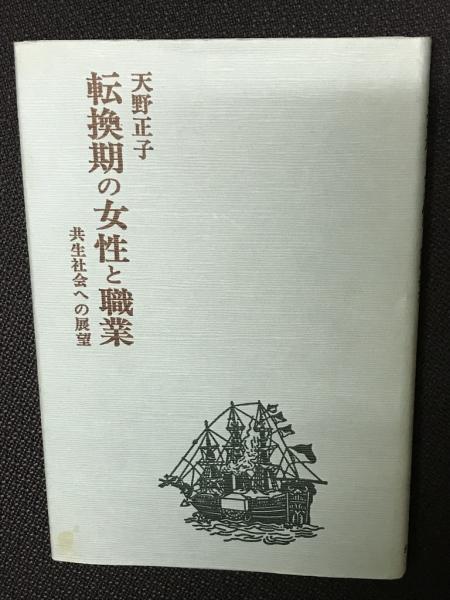 天野正子
転換期の女性と職業
共生社会への展望